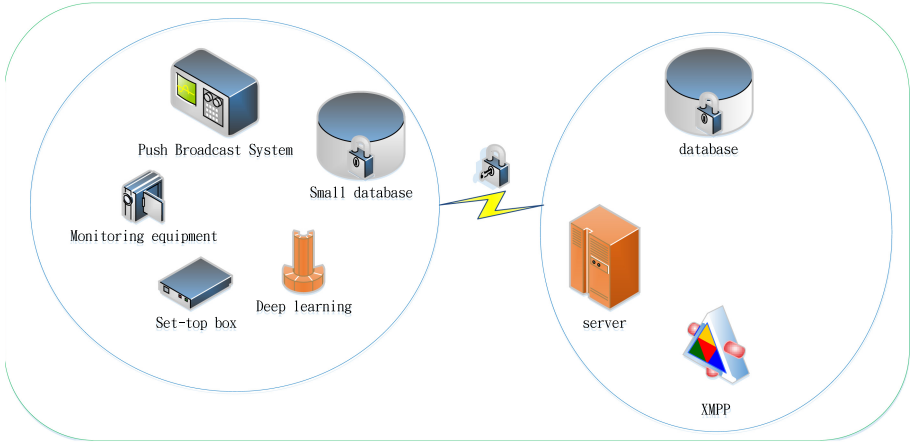 Push Broadcast System
Small database
Monitoring equipment
Deep learning
Set-top box
database
server
XMPP